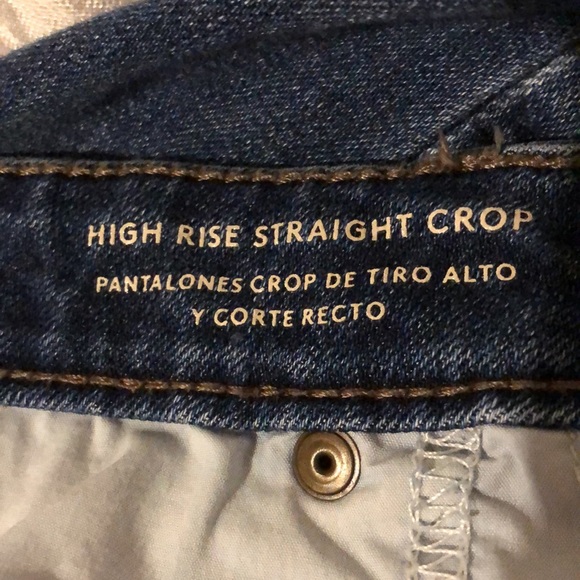 HIGH RISE STRAIGHT CROP
PANTALONES CROP DE TIRO ALTO
Y CORTE RECTO